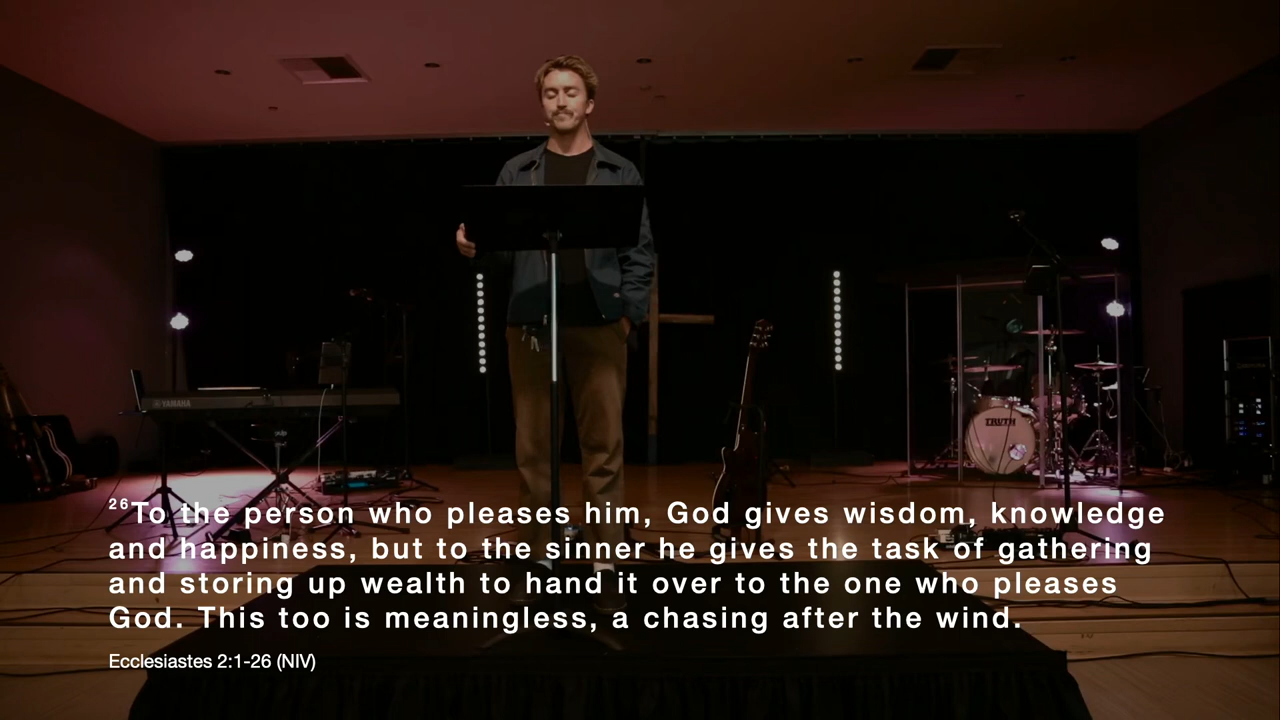 YAMAHA
TRUTH
²⁶To the person who pleases him, God gives wisdom, knowledge
and happiness, but to the sinner he gives the task of gathering
and storing up wealth to hand it over to the one who pleases
God. This too is meaningless, a chasing after the wind.
Ecclesiastes 2:1-26 (NIV)